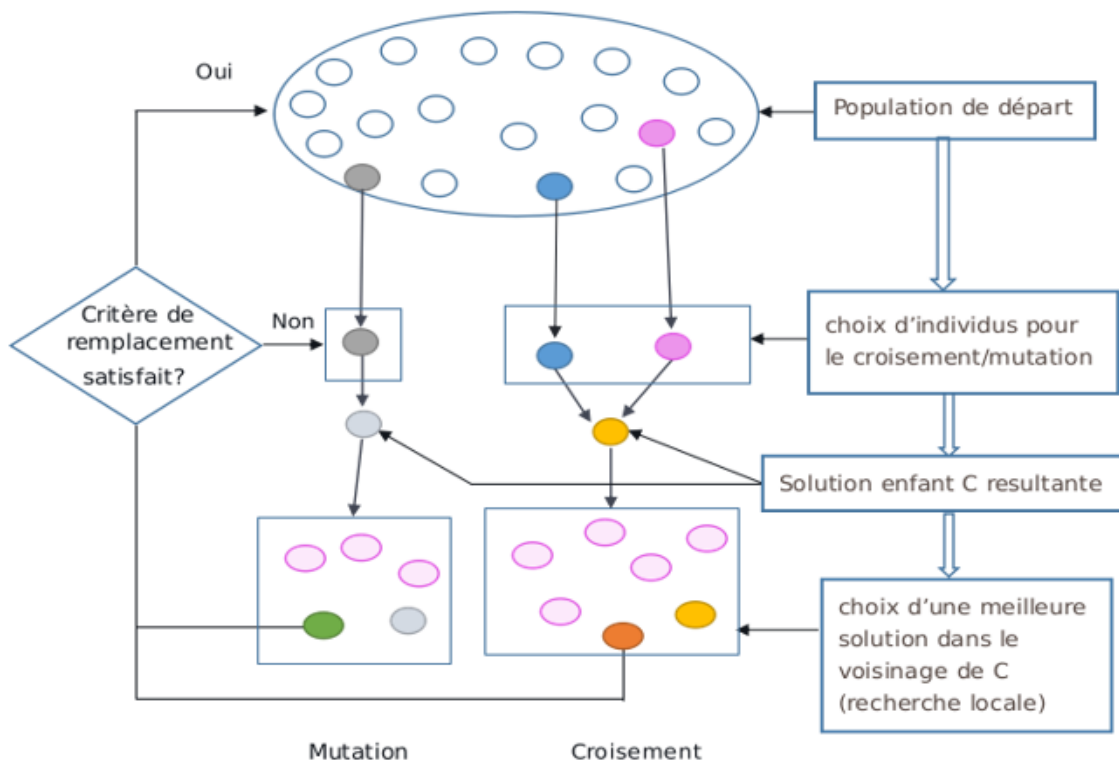 Oui
Population de départ
Critère de
remplacement
satisfait?
Non
choix d'individus pour
le croisement/mutation
Solution enfant C resultante
choix d'une meilleure
solution dans le
voisinage de C
(recherche locale)
Mutation
Croisement